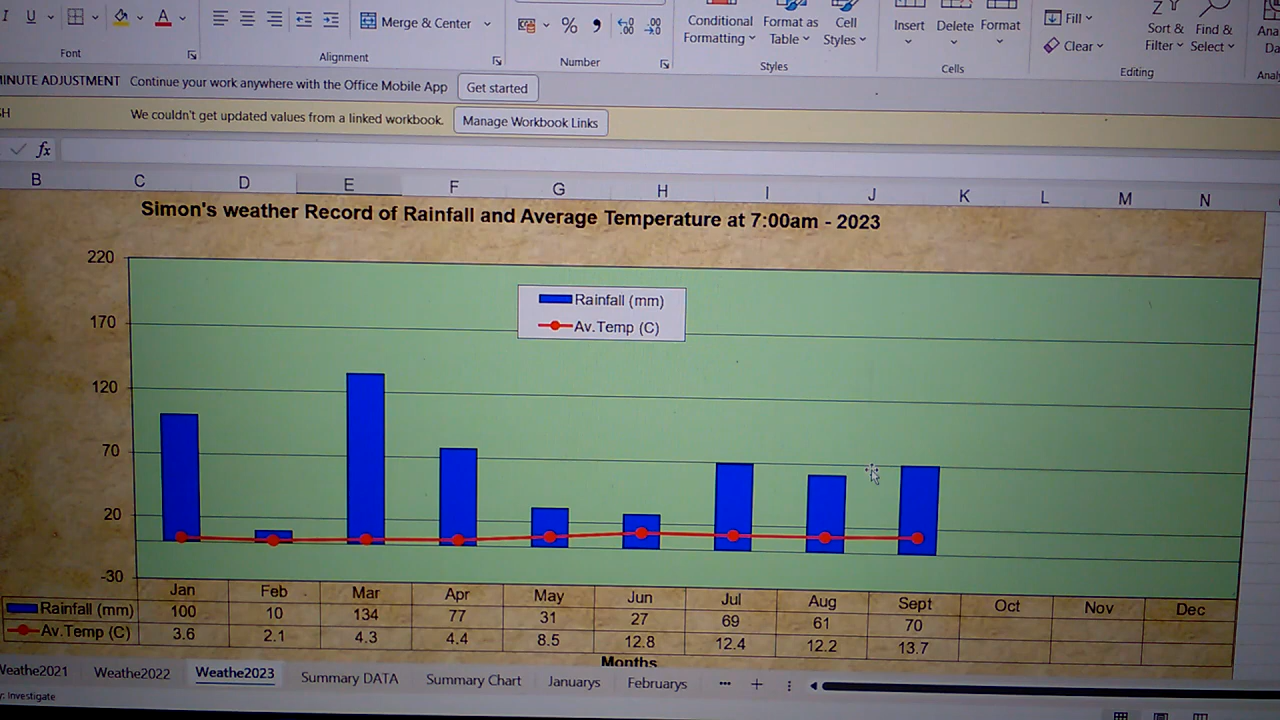 I U A Merge & Center % , Conditional Format as Cell Insert Delete Format Fill Sort & Find &
Formatting Table Styles Clear Filter Select
Font Alignment Number Styles Cells Editing
MINUTE ADJUSTMENT Continue your work anywhere with the Office Mobile App Get started
We couldn't get updated values from a linked workbook. Manage Workbook Links
fx
B C D E F G H I J K L M N
Simon's weather Record of Rainfall and Average Temperature at 7:00am - 2023
220
Rainfall (mm)
170
Av.Temp (C)
120
70
20
-30
Jan Feb Mar Apr May Jun Jul Aug Sept Oct Nov Dec
Rainfall (mm) 100 10 134 77 31 27 69 61 70
Av.Temp (C) 3.6 2.1 4.3 4.4 8.5 12.8 12.4 12.2 13.7
Months
Weathe2021 Weathe2022 Weathe2023 Summary DATA Summary Chart Januarys Februarys ... +
Investigate